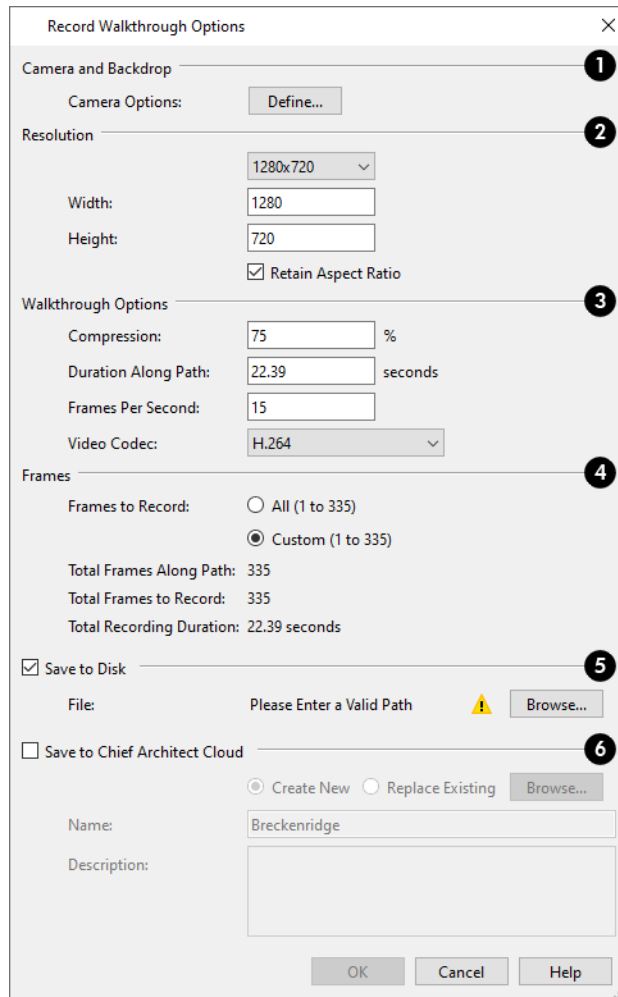 Record Walkthrough Options
Camera and Backdrop 1
Camera Options: Define...
Resolution 2
1280x720
Width: 1280
Height: 720
Retain Aspect Ratio
Walkthrough Options 3
Compression: 75 %
Duration Along Path: 22.39 seconds
Frames Per Second: 15
Video Codec: H.264
Frames 4
Frames to Record: All (1 to 335)
Custom (1 to 335)
Total Frames Along Path: 335
Total Frames to Record: 335
Total Recording Duration: 22.39 seconds
Save to Disk 5
File: Please Enter a Valid Path Browse...
Save to Chief Architect Cloud 6
Create New Replace Existing Browse...
Name: Breckenridge
Description:
OK Cancel Help